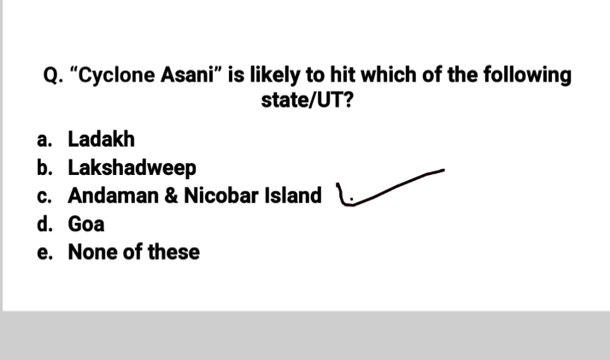 Q. “Cyclone Asani” is likely to hit which of the following
state/UT?
a. Ladakh
b. Lakshadweep
c. Andaman & Nicobar Island
d. Goa
e. None of these